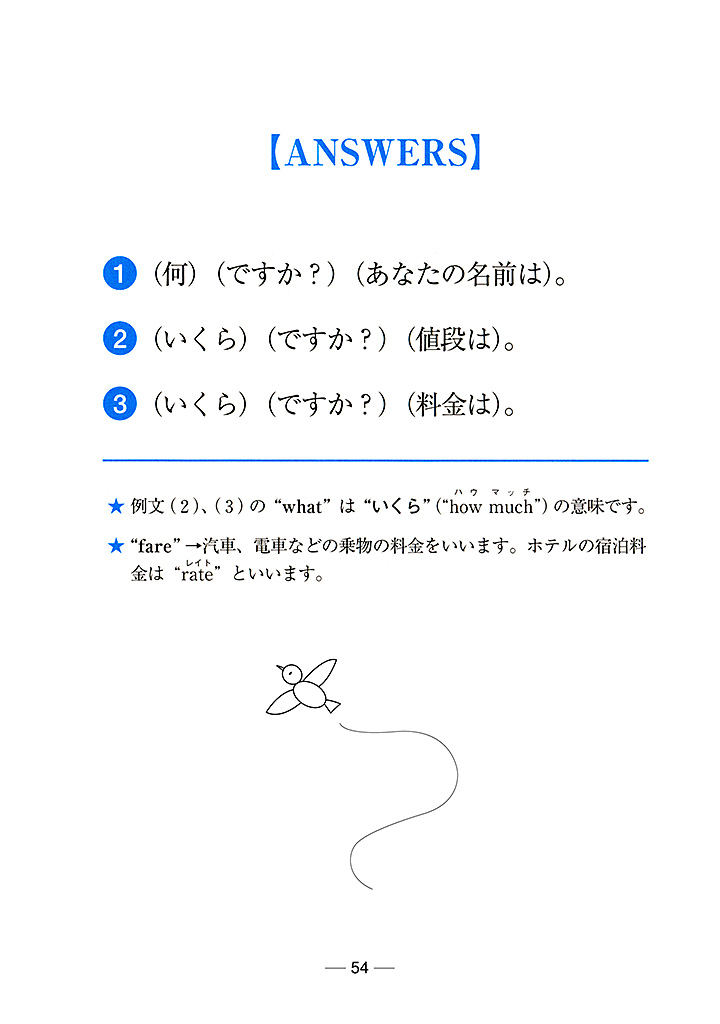 【ANSWERS】
1 (何) (ですか?) (あなたの名前は)。
2 (いくら) (ですか?) (値段は)。
3 (いくら) (ですか?) (料金は)。
ハウ マッチ
★ 例文(2)、(3)の “what” は “いくら” (“how much”) の意味です。
★ “fare” →汽車、電車などの乗物の料金をいいます。ホテルの宿泊料
レイト
金は “rate” といいます。
— 54 —